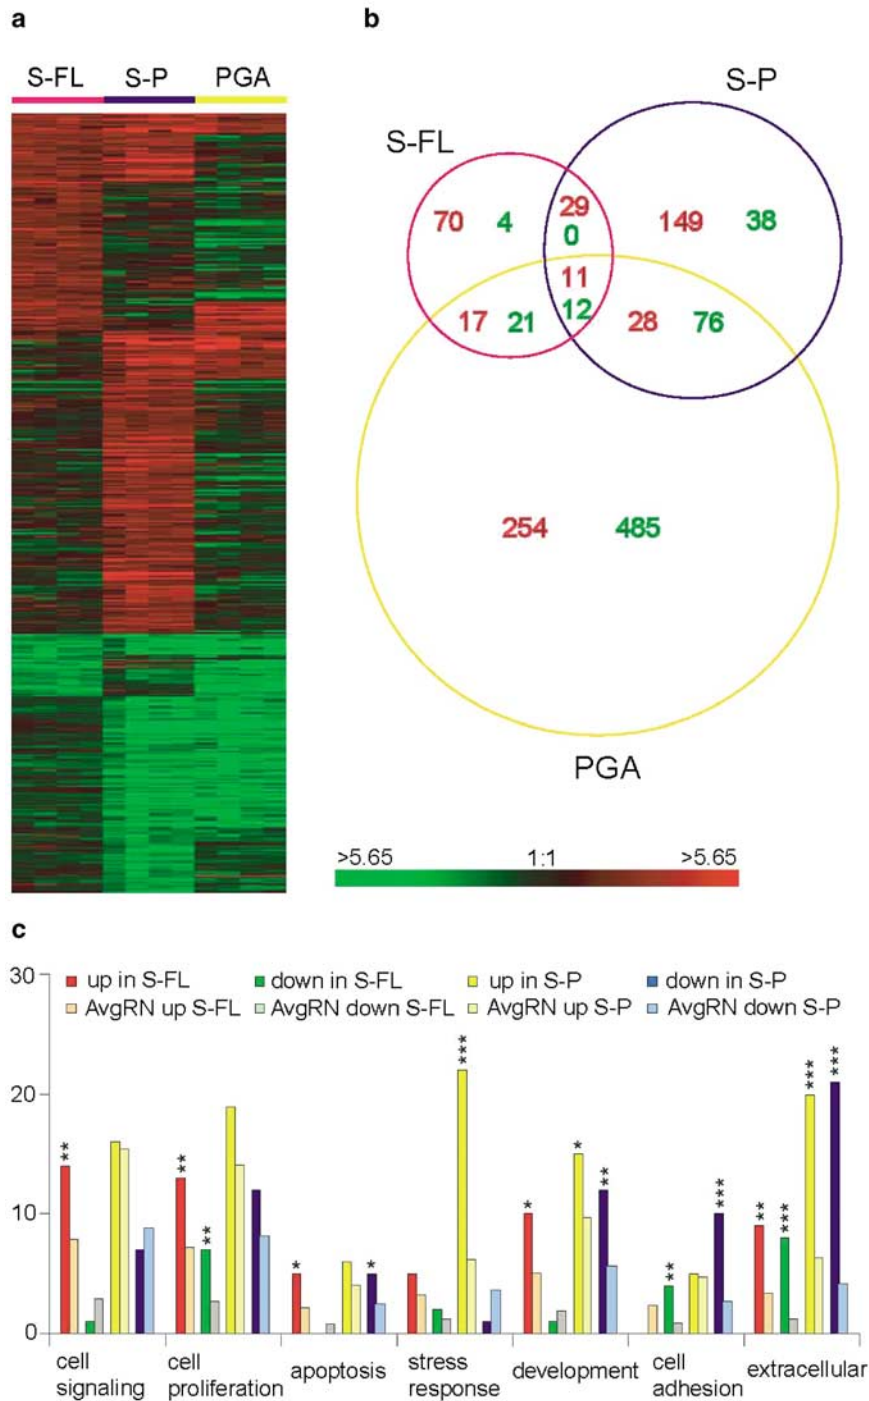 a
b
S-FL S-P PGA
S-P
S-FL
70 4 29 149 38
0
11
17 21 12 28 76
254 485
PGA
>5.65 1:1 >5.65
c
30
up in S-FL down in S-FL up in S-P down in S-P
AvgRN up S-FL AvgRN down S-FL AvgRN up S-P AvgRN down S-P
***
***
***
20
**
**
*
**
***
*
**
***
10
**
*
*
**
0
cell signaling
cell proliferation
apoptosis
stress response
development
cell adhesion
extracellular